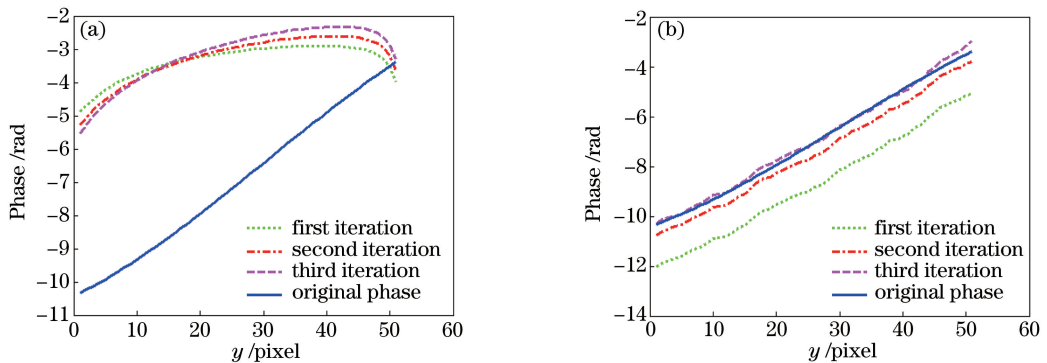 (a)
Phase /rad
−2
−3
−4
−5
−6
−7
−8
−9
−10
−11
first iteration
second iteration
third iteration
original phase
0 10 20 30 40 50 60
y /pixel
(b)
Phase /rad
−2
−4
−6
−8
−10
−12
−14
first iteration
second iteration
third iteration
original phase
0 10 20 30 40 50 60
y /pixel